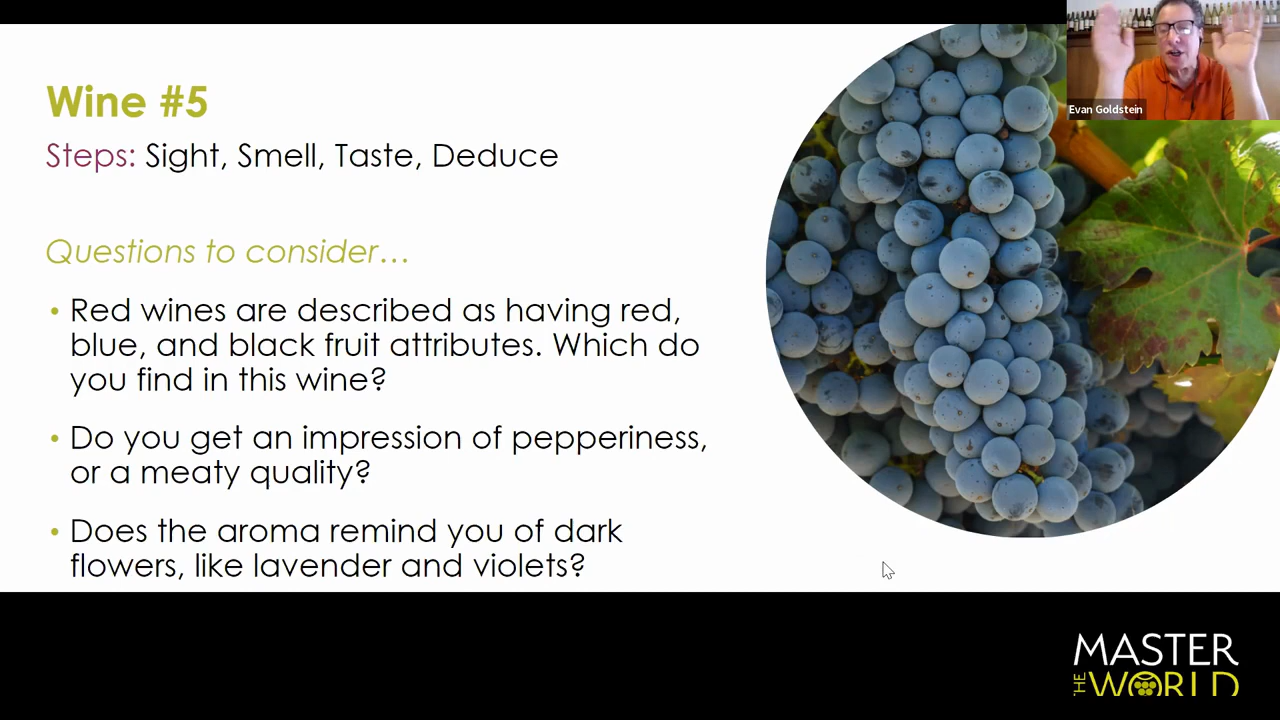 Wine #5
Steps: Sight, Smell, Taste, Deduce
Questions to consider...
• Red wines are described as having red,
blue, and black fruit attributes. Which do
you find in this wine?
• Do you get an impression of pepperiness,
or a meaty quality?
• Does the aroma remind you of dark
flowers, like lavender and violets?
Evan Goldstein
MASTER
THE WORLD